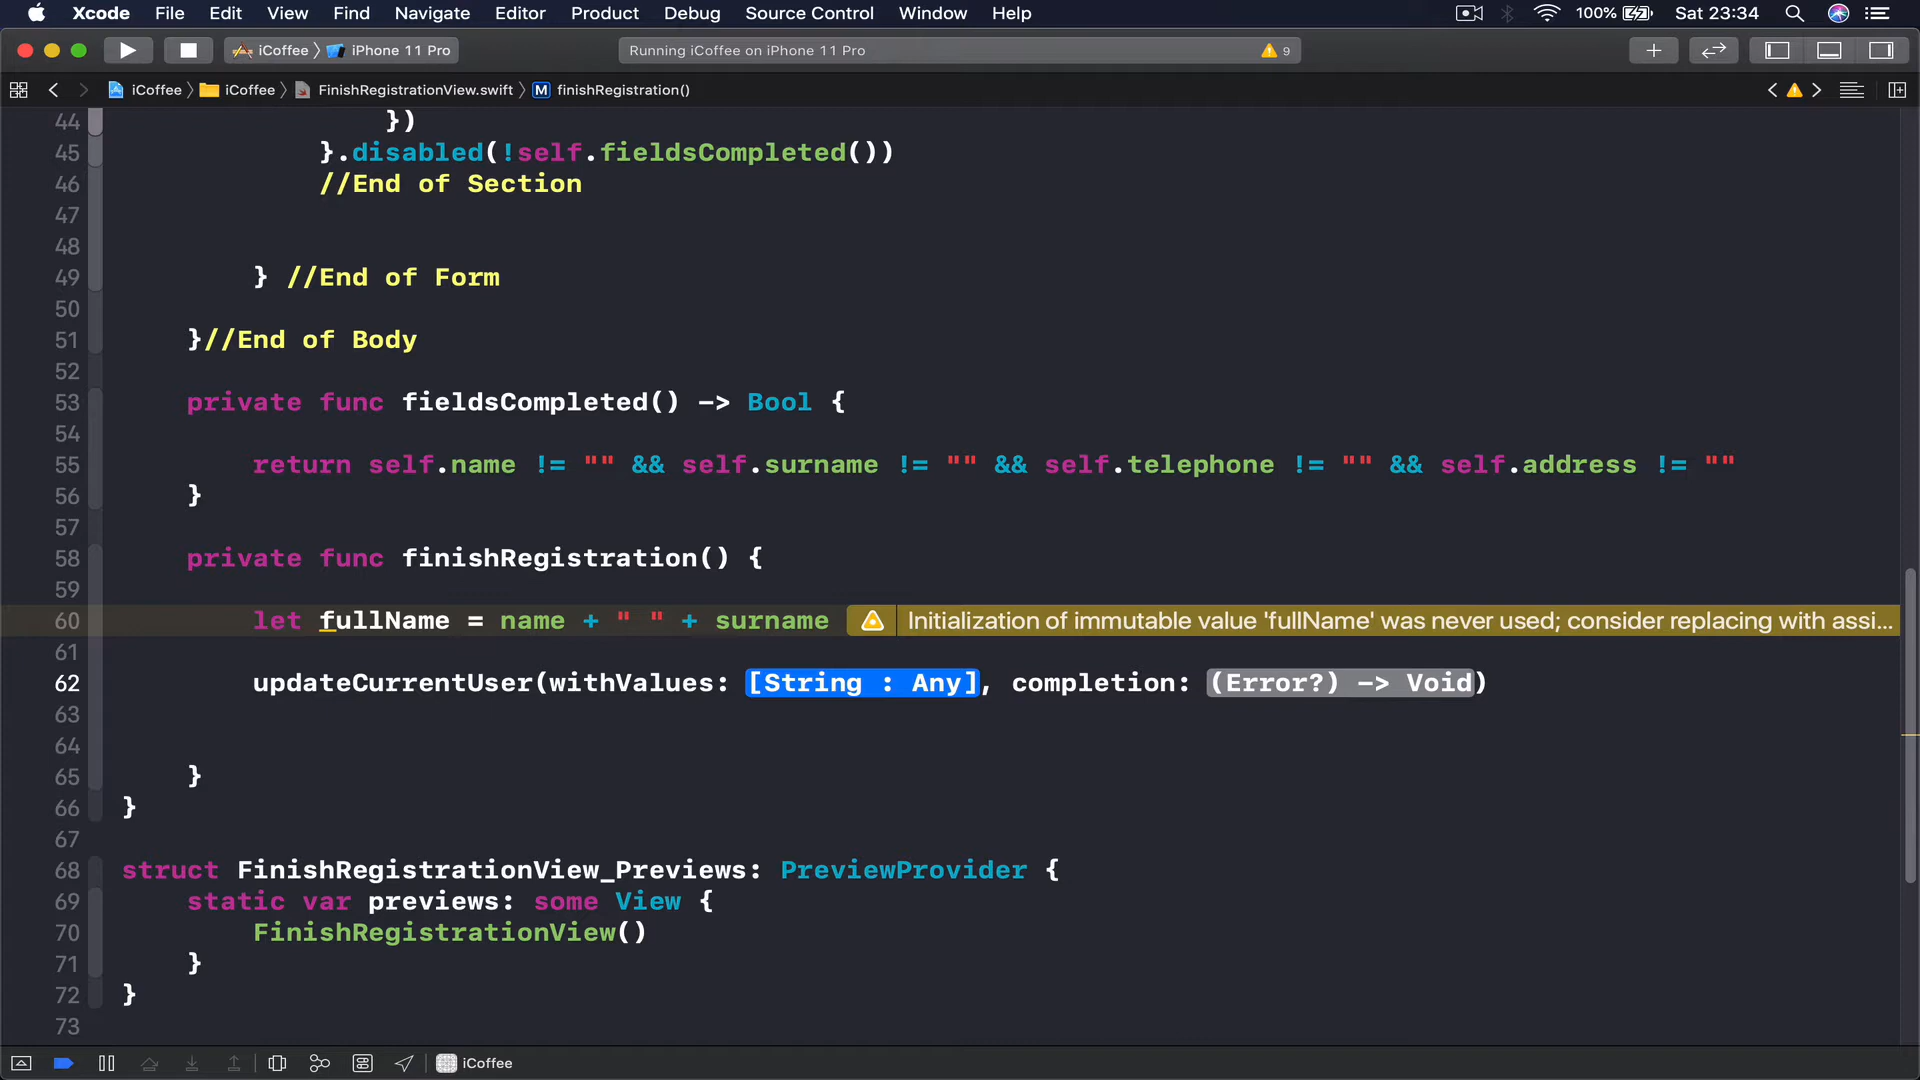 Xcode File Edit View Find Navigate Editor Product Debug Source Control Window Help 100% Sat 23:34
iCoffee iPhone 11 Pro Running iCoffee on iPhone 11 Pro 9
iCoffee iCoffee FinishRegistrationView.swift M finishRegistration()
44 })
45 }.disabled(!self.fieldsCompleted())
46 //End of Section
47
48
49 } //End of Form
50
51 }//End of Body
52
53 private func fieldsCompleted() -> Bool {
54
55 return self.name != "" && self.surname != "" && self.telephone != "" && self.address != ""
56 }
57
58 private func finishRegistration() {
59
60 let fullName = name + " " + surname Initialization of immutable value 'fullName' was never used; consider replacing with assi...
61
62 updateCurrentUser(withValues: [String : Any], completion: (Error?) -> Void)
63
64
65 }
66 }
67
68 struct FinishRegistrationView_Previews: PreviewProvider {
69 static var previews: some View {
70 FinishRegistrationView()
71 }
72 }
73
iCoffee